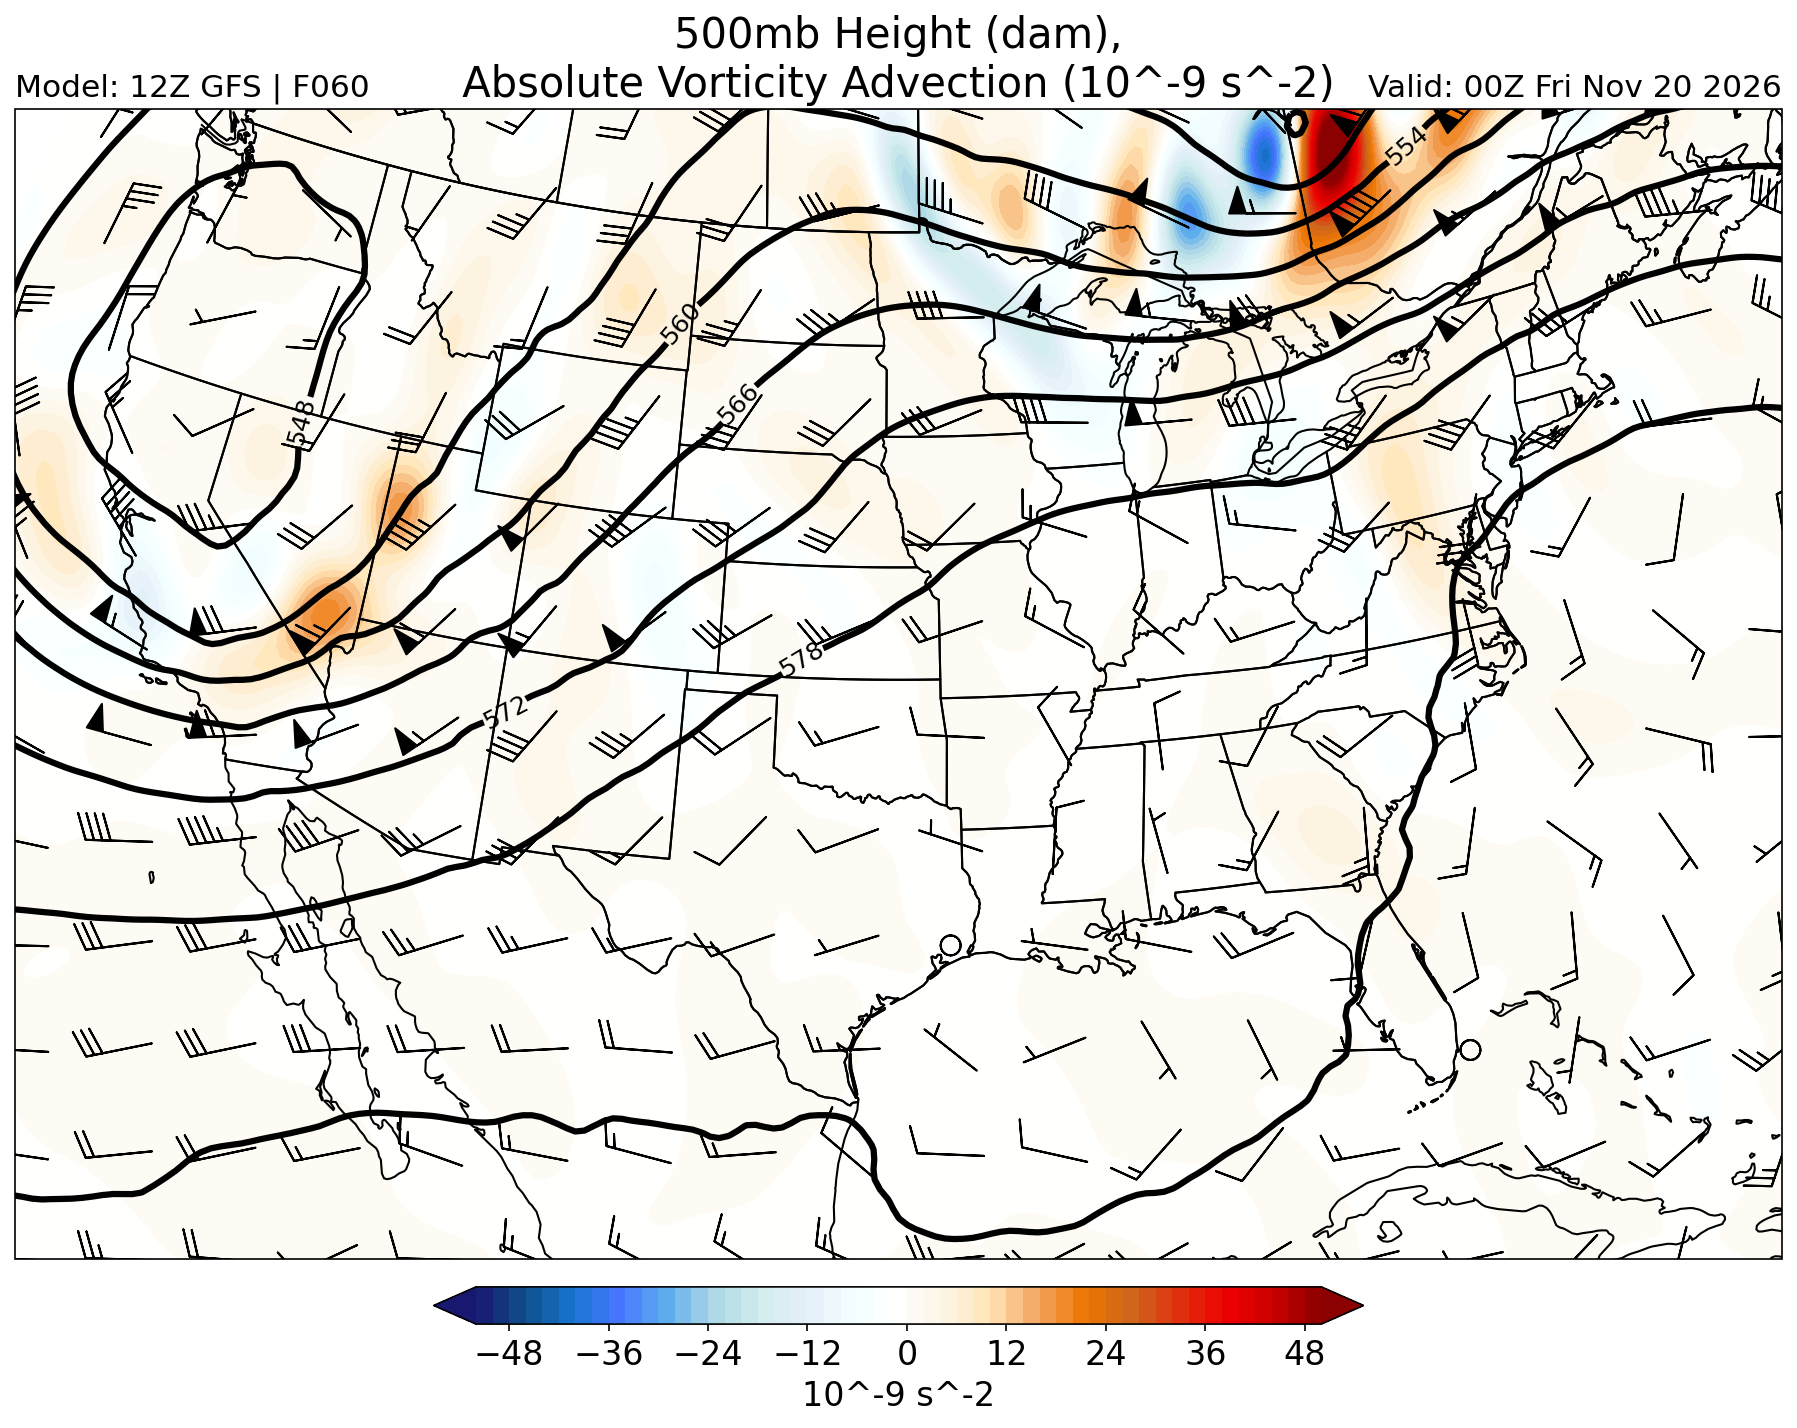 500mb Height (dam),
Absolute Vorticity Advection (10^-9 s^-2)
Model: 12Z GFS | F060
Valid: 00Z Fri Nov 20 2026
554
560
548
566
578
572
−48 −36 −24 −12 0 12 24 36 48
10^-9 s^-2